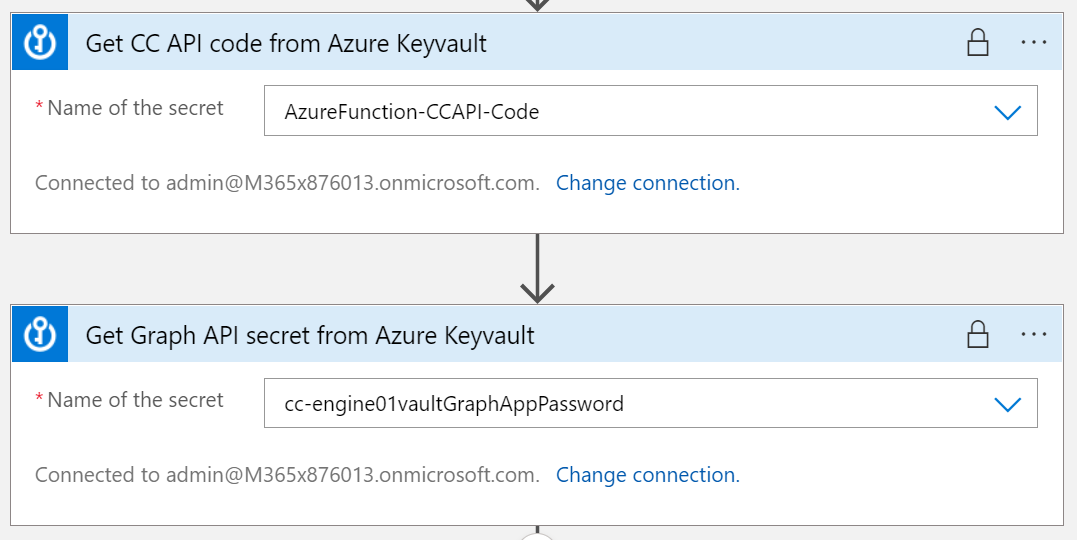 Get CC API code from Azure Keyvault
* Name of the secret
AzureFunction-CCAPI-Code
Connected to admin@M365x876013.onmicrosoft.com. Change connection.
Get Graph API secret from Azure Keyvault
* Name of the secret
cc-engine01vaultGraphAppPassword
Connected to admin@M365x876013.onmicrosoft.com. Change connection.